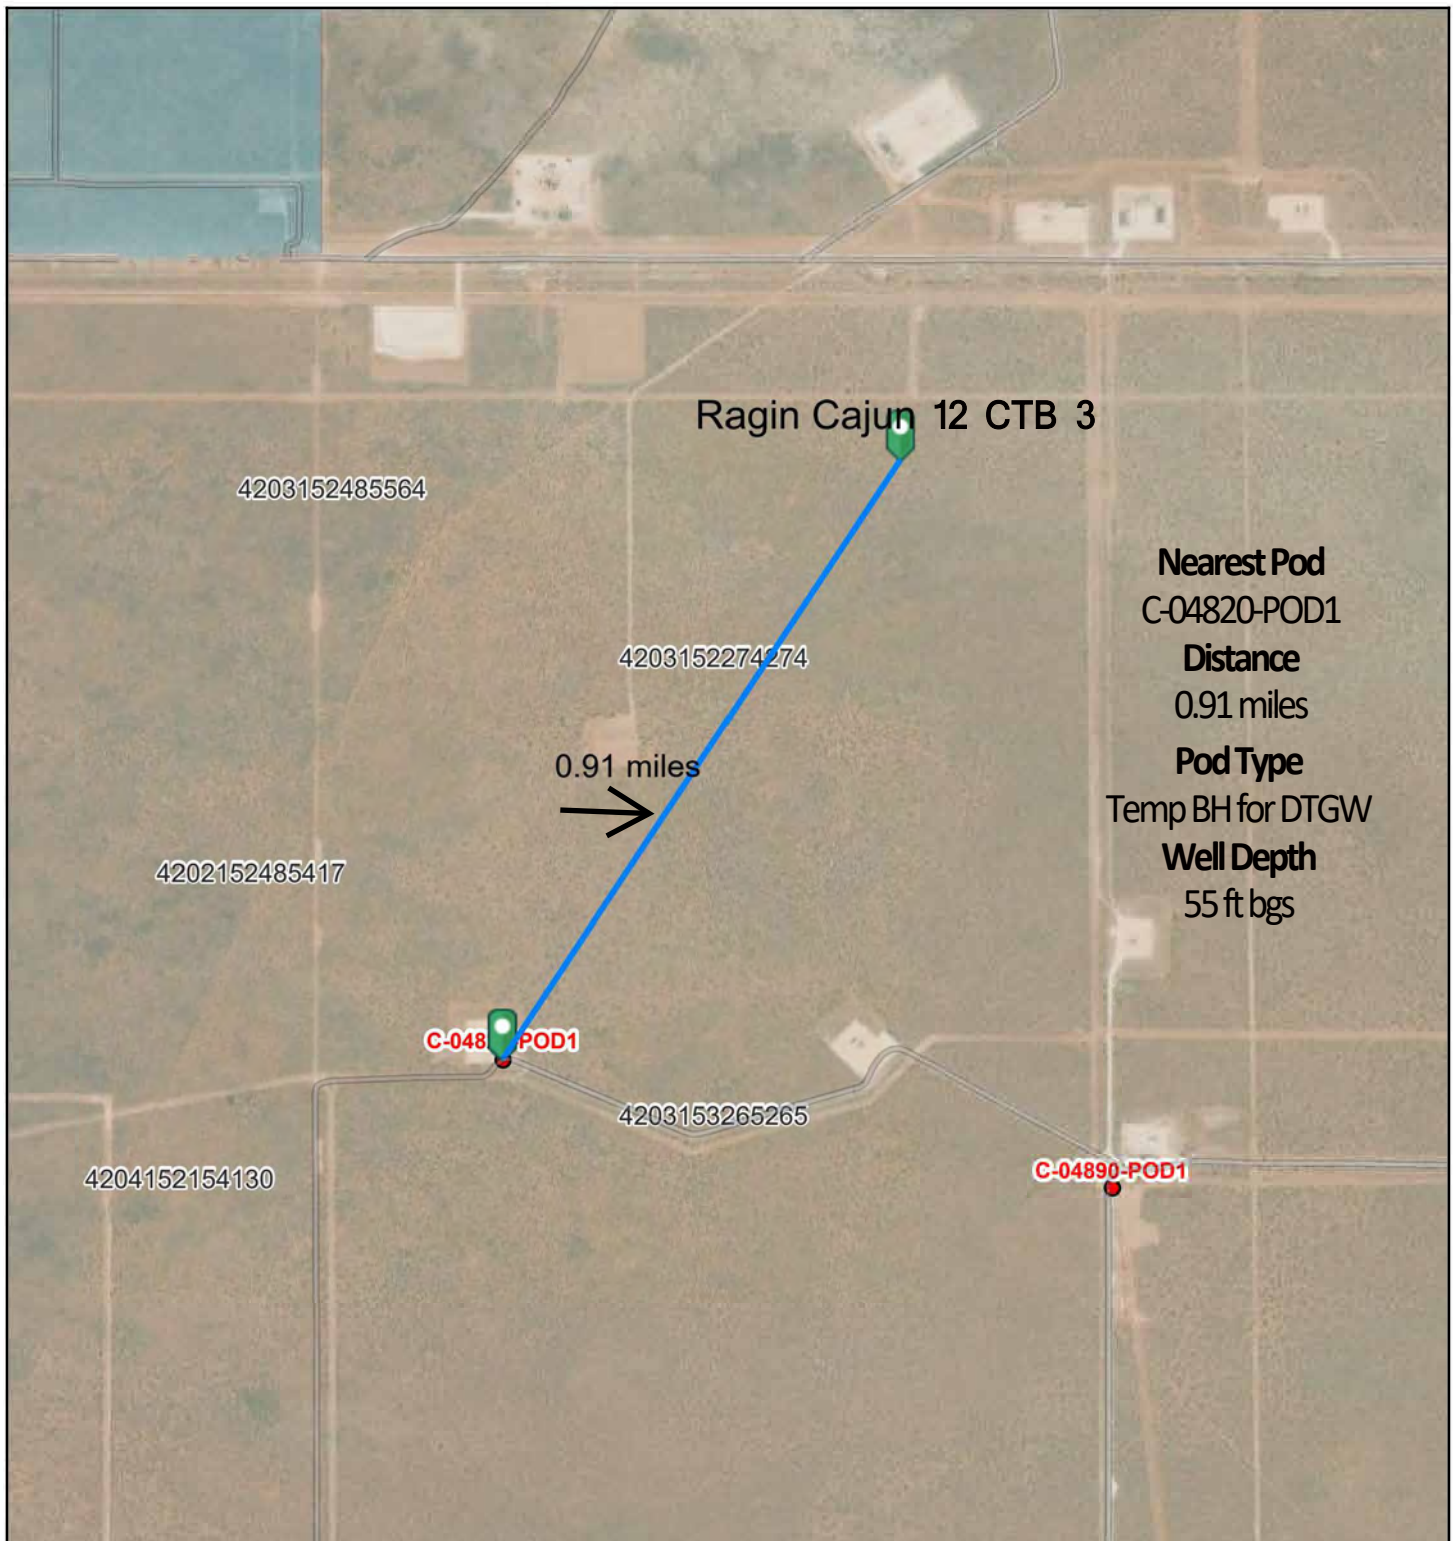 Ragin Cajun 12 CTB 3
4203152485564
Nearest Pod
C-04820-POD1
Distance
0.91 miles
Pod Type
Temp BH for DTGW
Well Depth
55 ft bgs
4203152274274
0.91 miles
4202152485417
POD1
4203153265265
C-04890-POD1
4204152154130